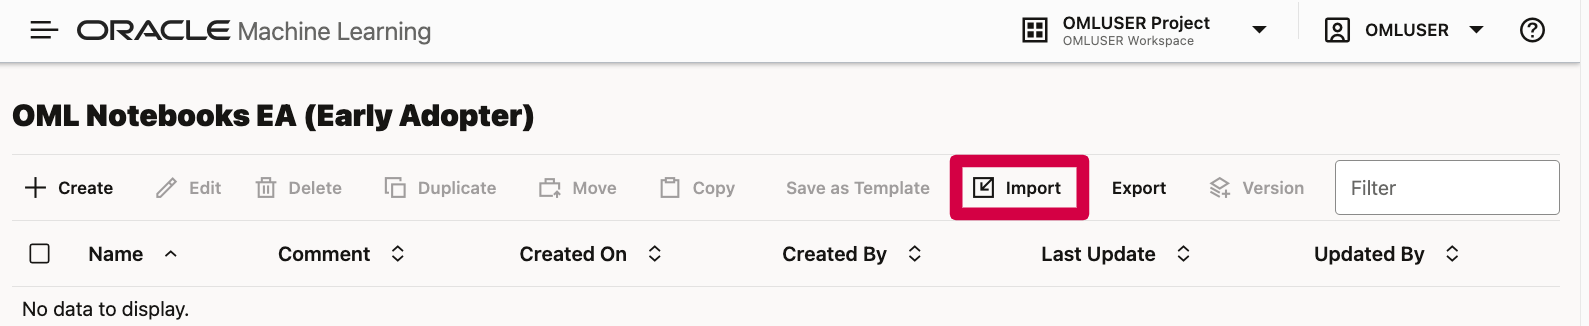 ORACLE Machine Learning
OMLUSER Project
OMLUSER Workspace
OMLUSER
OML Notebooks EA (Early Adopter)
Create Edit Delete Duplicate Move Copy Save as Template Import Export Version Filter
Name Comment Created On Created By Last Update Updated By
No data to display.